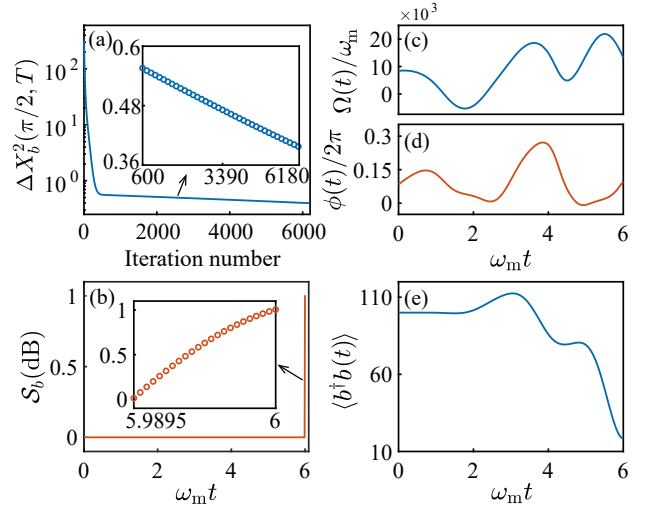 (a)
ΔX_b^2(π/2, T)
10^2
10^1
10^0
0.6
0.48
0.36
600 3390 6180
0 2000 4000 6000
Iteration number
×10^3
(c)
Ω(t)/ω_m
20
10
0
(d)
ϕ(t)/2π
0.3
0.15
0
0 2 4 6
ω_m t
(b)
S_b(dB)
1
0.5
0
1
0.5
0
5.9895 6
0 2 4 6
ω_m t
(e)
⟨b†b(t)⟩
110
60
10
0 2 4 6
ω_m t